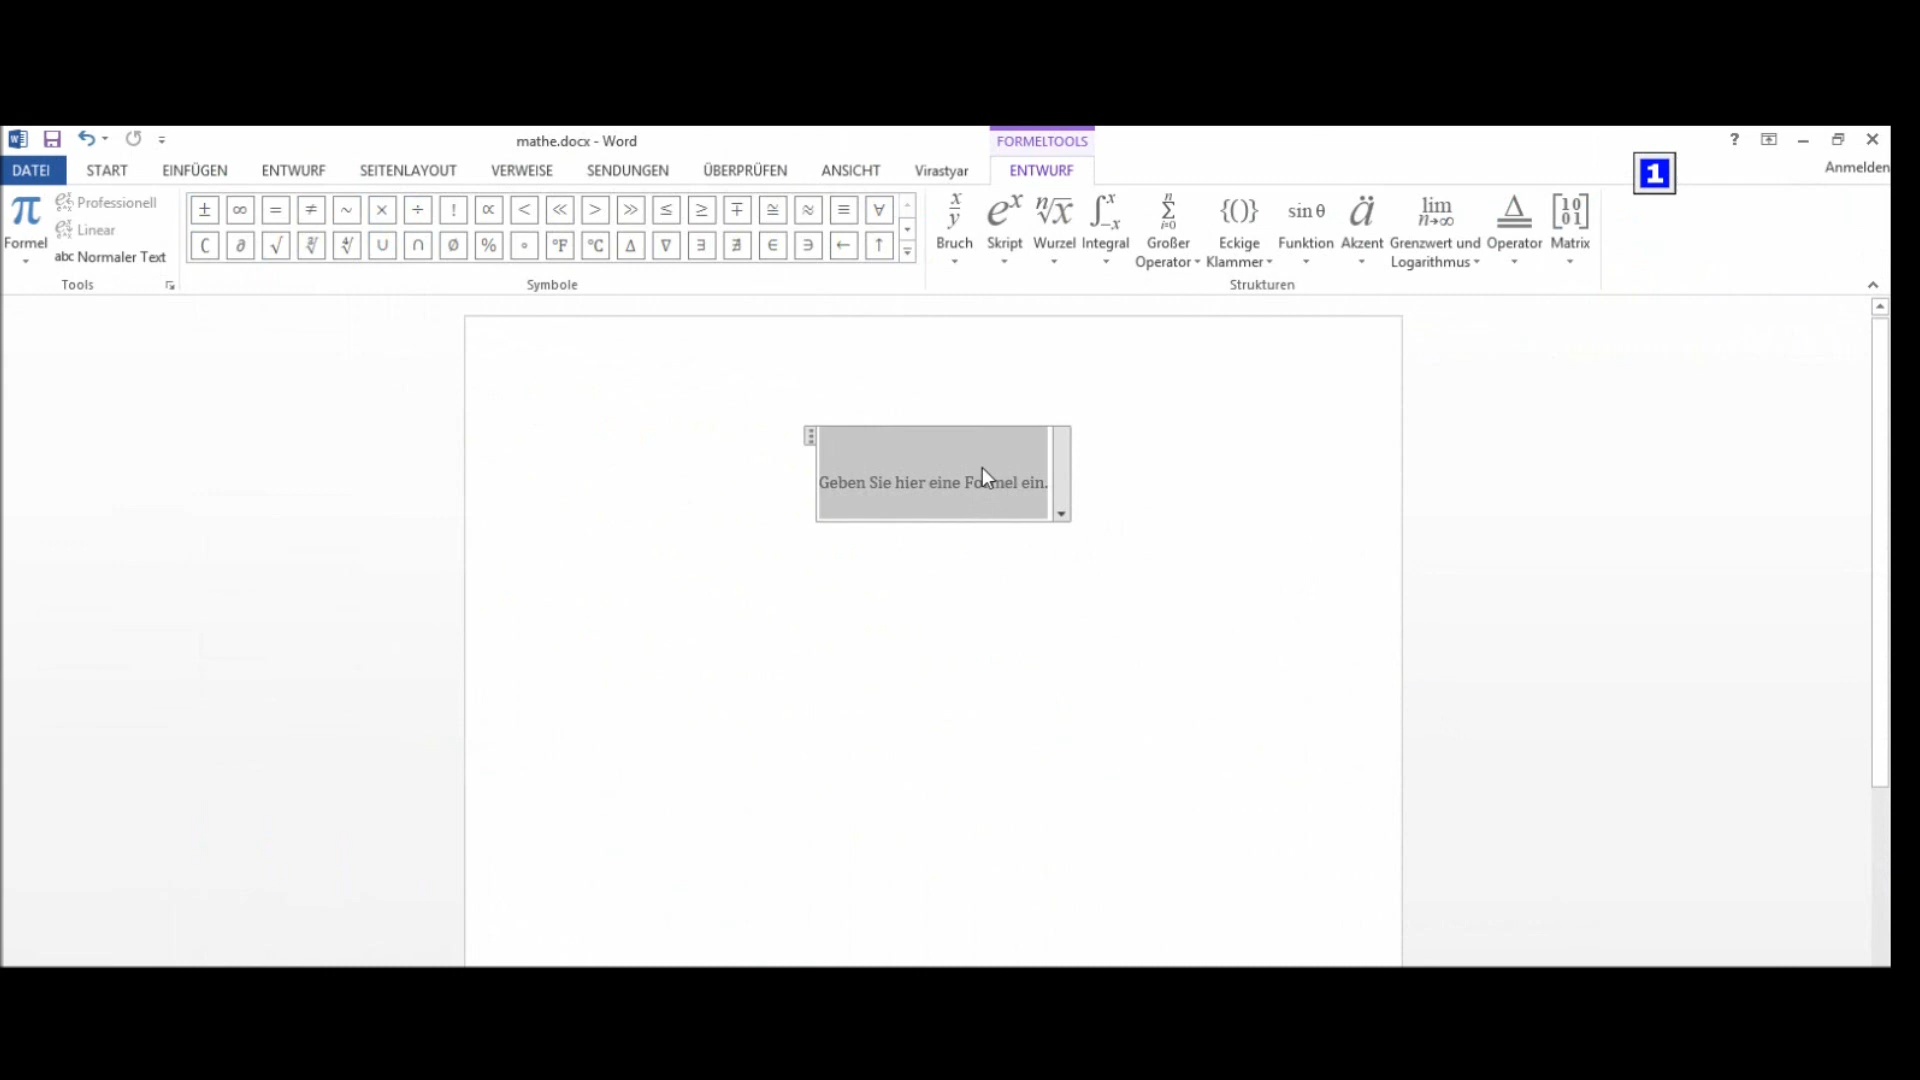 mathe.docx - Word
FORMELTOOLS
?
DATEI START EINFÜGEN ENTWURF SEITENLAYOUT VERWEISE SENDUNGEN ÜBERPRÜFEN ANSICHT Virastyar ENTWURF
1
Anmelden
π Formel
Professionell
Linear
abc Normaler Text
Tools
± ∞ = ≠ ~ × ÷ ! ∝ < ≪ > ≫ ≤ ≥ ∓ ≅ ≈ ≡ ∀
∁ ∂ √ ∛ ∜ ∪ ∩ ∅ % ° °F °C ∆ ∇ ∃ ∄ ∈ ∋ ← ↑
Symbole
Bruch
Skript
Wurzel
Integral
Großer Operator
Eckige Klammer
sin θ
Funktion
Akzent
lim n→∞
Grenzwert und Logarithmus
Operator
Matrix
Strukturen
Geben Sie hier eine Formel ein.